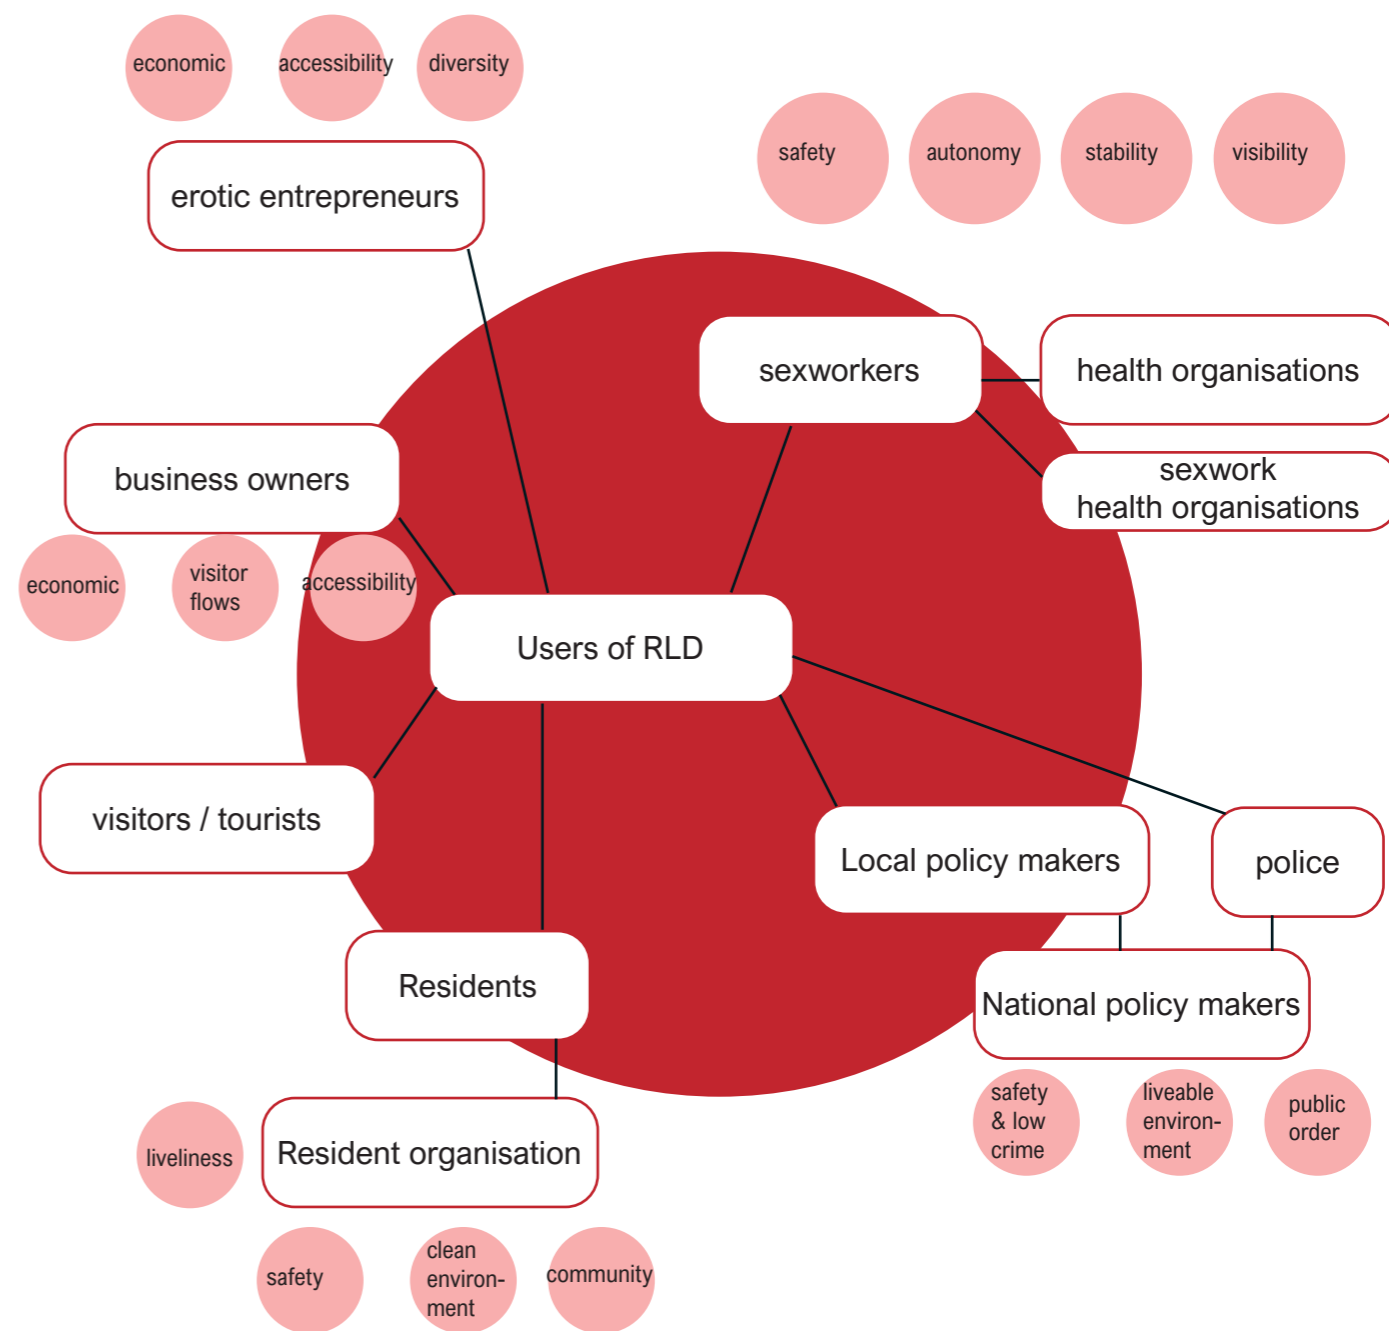 economic
accessibility
diversity
erotic entrepreneurs
safety
autonomy
stability
visibility
sexworkers
health organisations
sexwork
health organisations
business owners
economic
visitor
flows
accessibility
Users of RLD
visitors / tourists
Local policy makers
police
Residents
National policy makers
safety
& low
crime
liveable
environ-
ment
public
order
liveliness
Resident organisation
safety
clean
environ-
ment
community